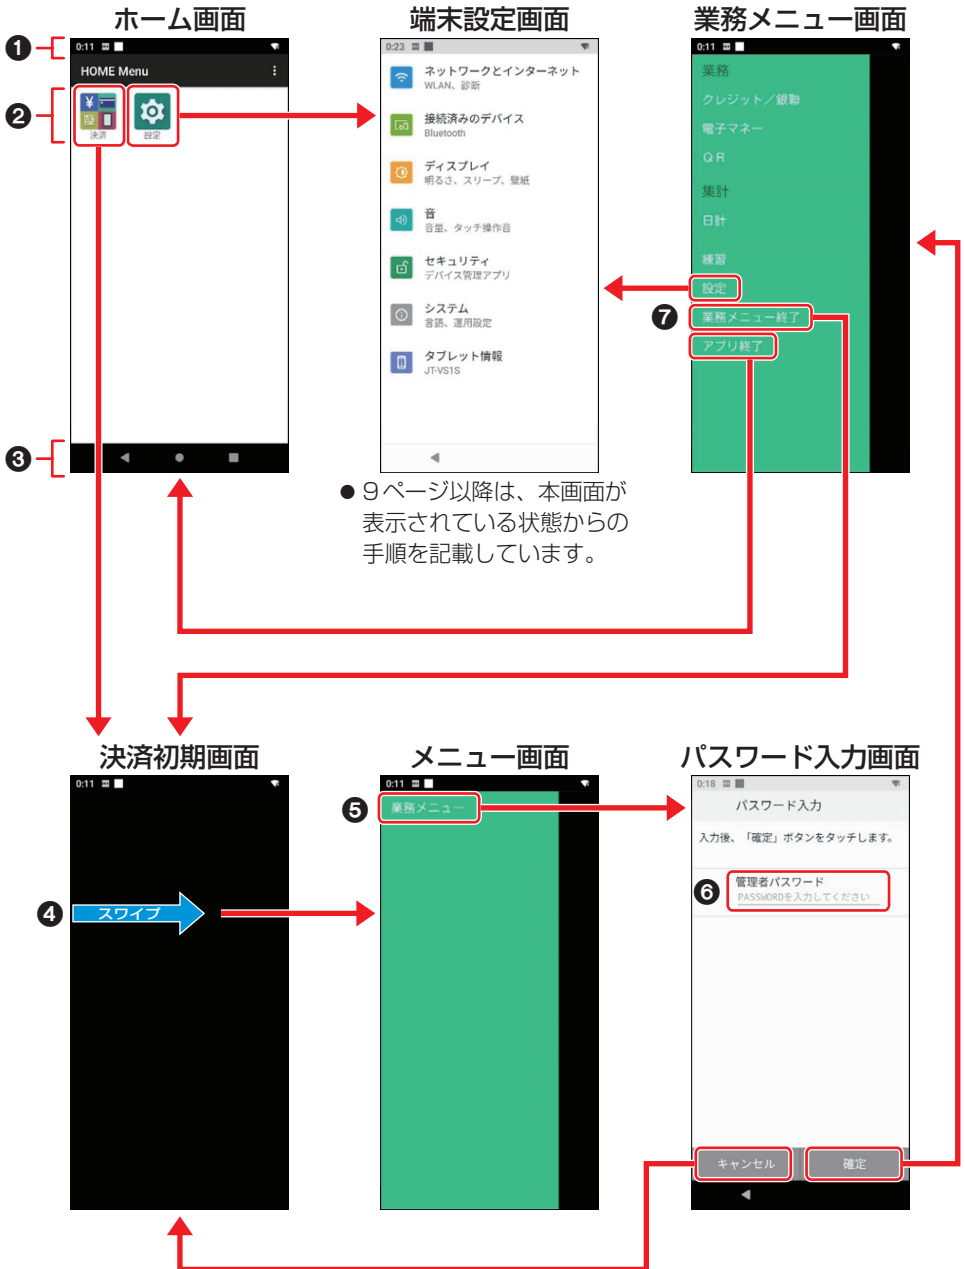 ホーム画面
端末設定画面
業務メニュー画面
❶
0:11
HOME Menu
❷
決済
設定
❸
0:23
ネットワークとインターネット
WLAN、診断
接続済みのデバイス
Bluetooth
ディスプレイ
明るさ、スリープ、壁紙
音
音量、タッチ操作音
セキュリティ
デバイス管理アプリ
システム
言語、運用設定
タブレット情報
JT-VS1S
0:11
業務
クレジット／銀聯
電子マネー
QR
集計
日計
練習
設定
❼
業務メニュー終了
アプリ終了
● 9ページ以降は、本画面が
表示されている状態からの
手順を記載しています。
決済初期画面
メニュー画面
パスワード入力画面
0:11
❹
スワイプ
0:11
❺
業務メニュー
0:18
パスワード入力
入力後、「確定」ボタンをタッチします。
❻
管理者パスワード
PASSWORDを入力してください
キャンセル
確定